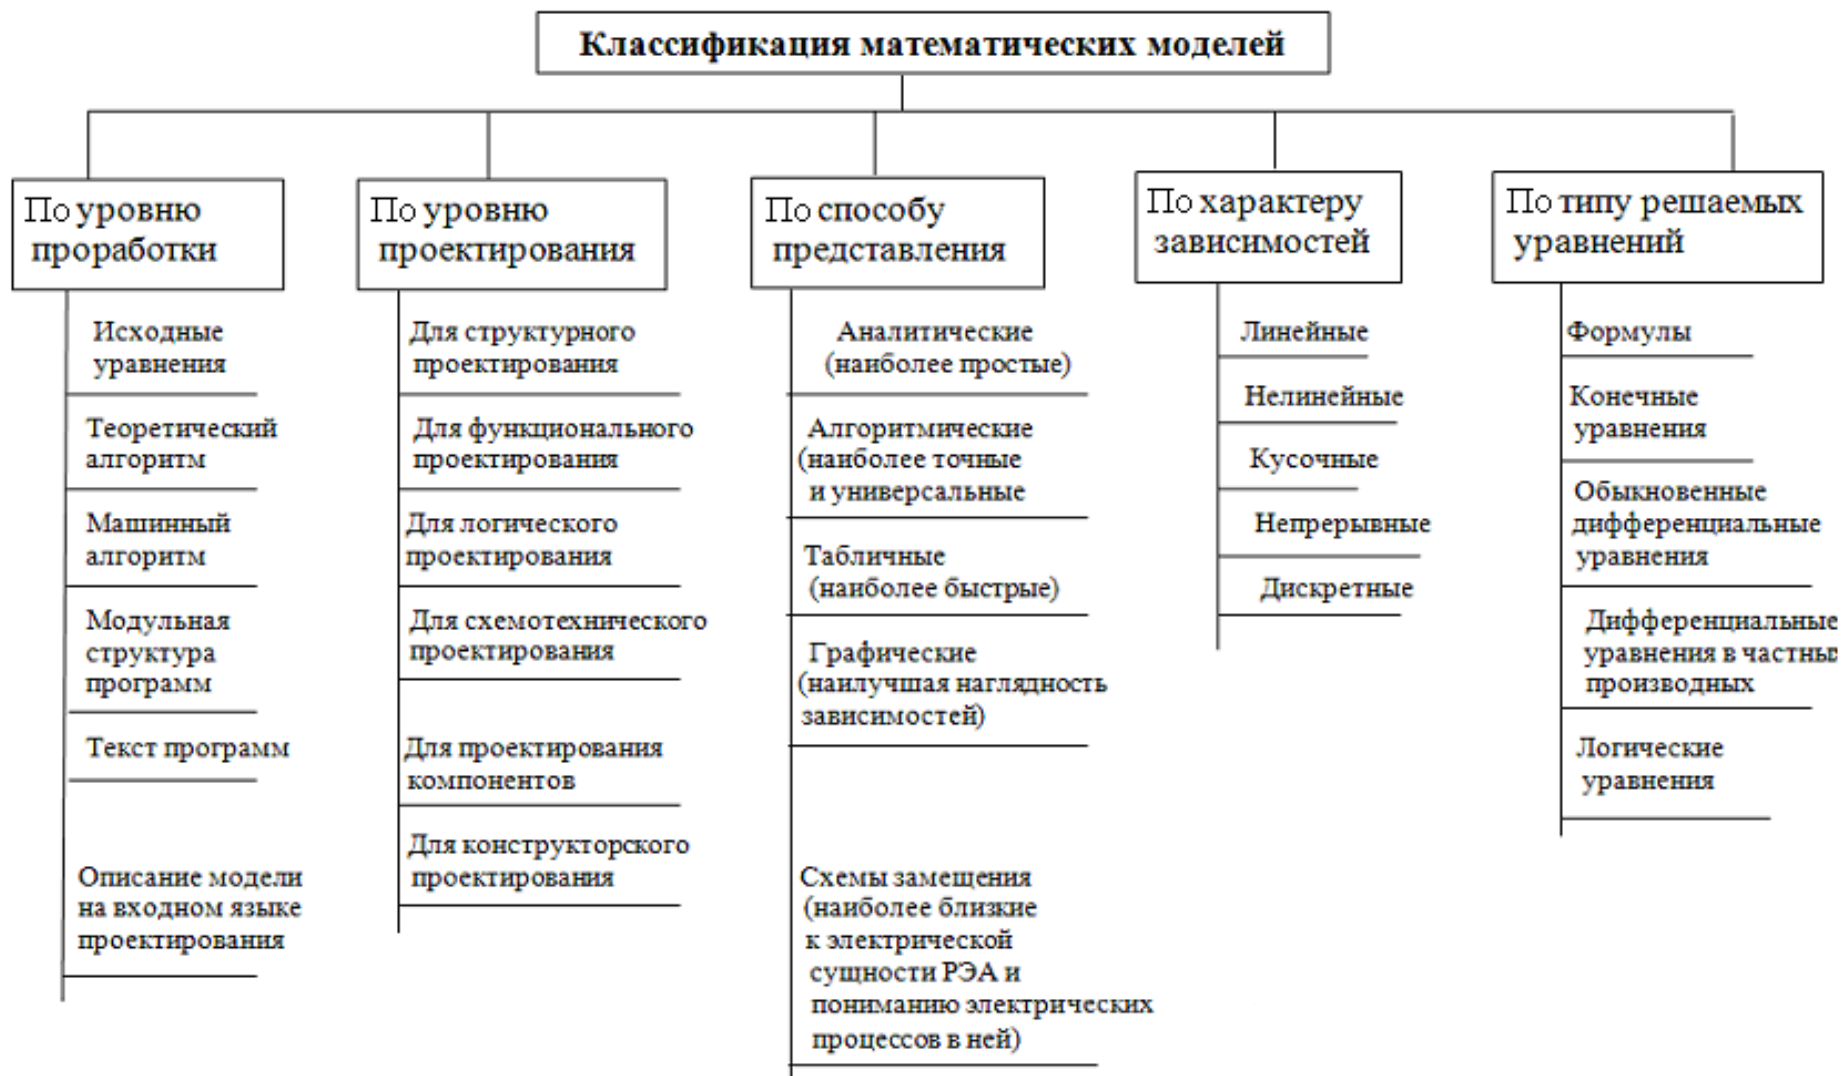 Классификация математических моделей
По уровню
проработки
Исходные
уравнения
Теоретический
алгоритм
Машинный
алгоритм
Модульная
структура
программ
Текст программ
Описание модели
на входном языке
проектирования
По уровню
проектирования
Для структурного
проектирования
Для функционального
проектирования
Для логического
проектирования
Для схемотехнического
проектирования
Для проектирования
компонентов
Для конструкторского
проектирования
По способу
представления
Аналитические
(наиболее простые)
Алгоритмические
(наиболее точные
и универсальные
Табличные
(наиболее быстрые)
Графические
(наилучшая наглядность
зависимостей)
Схемы замещения
(наиболее близкие
к электрической
сущности РЭА и
пониманию электрических
процессов в ней)
По характеру
зависимостей
Линейные
Нелинейные
Кусочные
Непрерывные
Дискретные
По типу решаемых
уравнений
Формулы
Конечные
уравнения
Обыкновенные
дифференциальные
уравнения
Дифференциальные
уравнения в частны
производных
Логические
уравнения